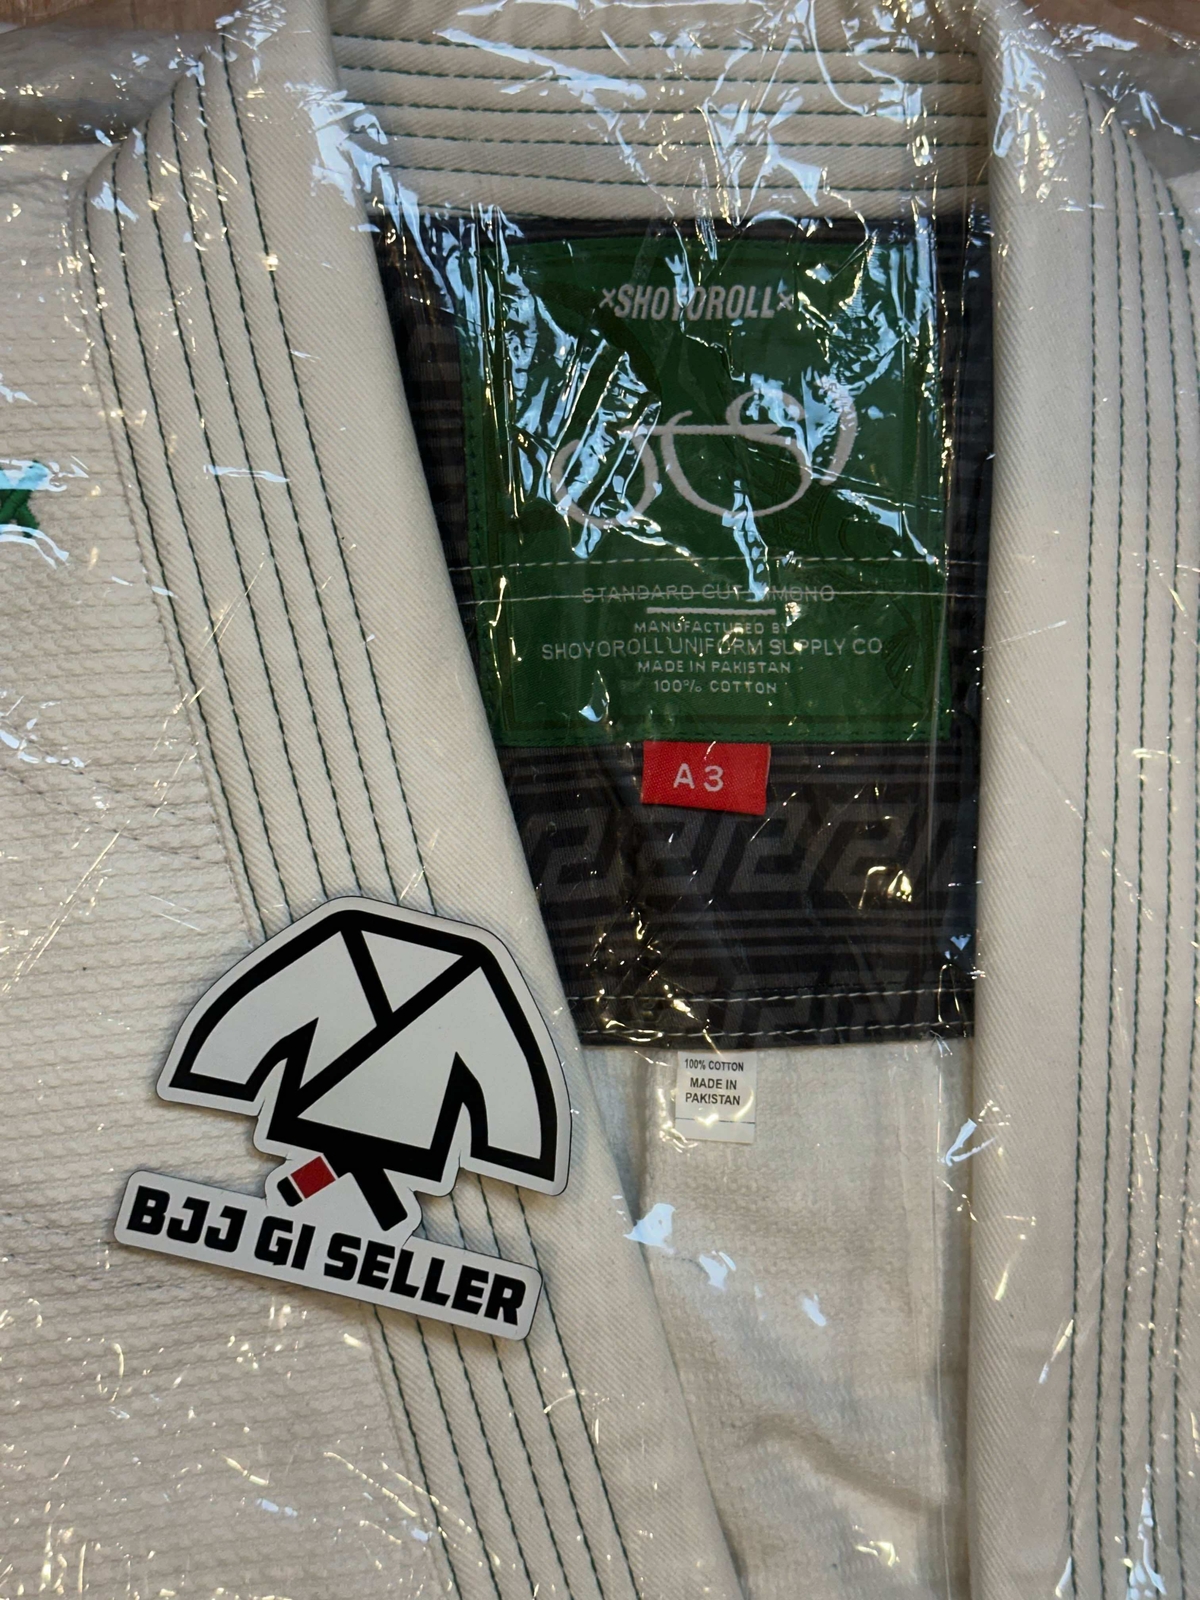 ×SHOYOROLL×
STANDARD CUT KIMONO
MANUFACTURED BY
SHOYOROLL UNIFORM SUPPLY CO
MADE IN PAKISTAN
100% COTTON
A3
100% COTTON
MADE IN
PAKISTAN
BJJ GI SELLER